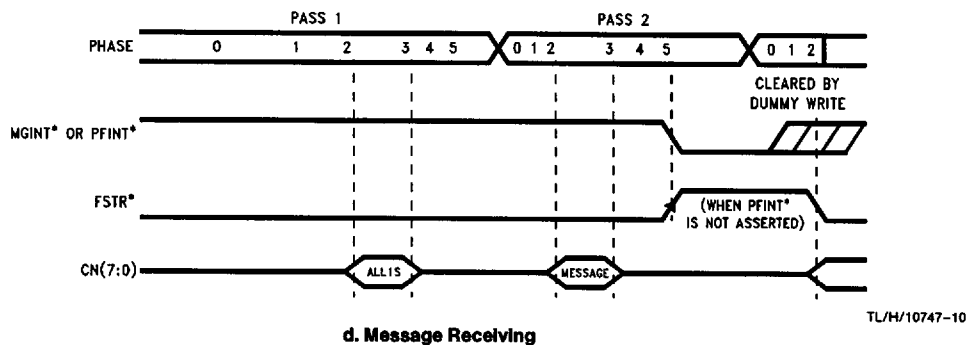 PASS 1 PASS 2
PHASE 0 1 2 3 4 5 0 1 2 3 4 5 0 1 2
CLEARED BY
DUMMY WRITE
MGINT* OR PFINT*
FSTR* (WHEN PFINT*
IS NOT ASSERTED)
CN(7:0) ALL1S MESSAGE
TL/H/10747-10
d. Message Receiving